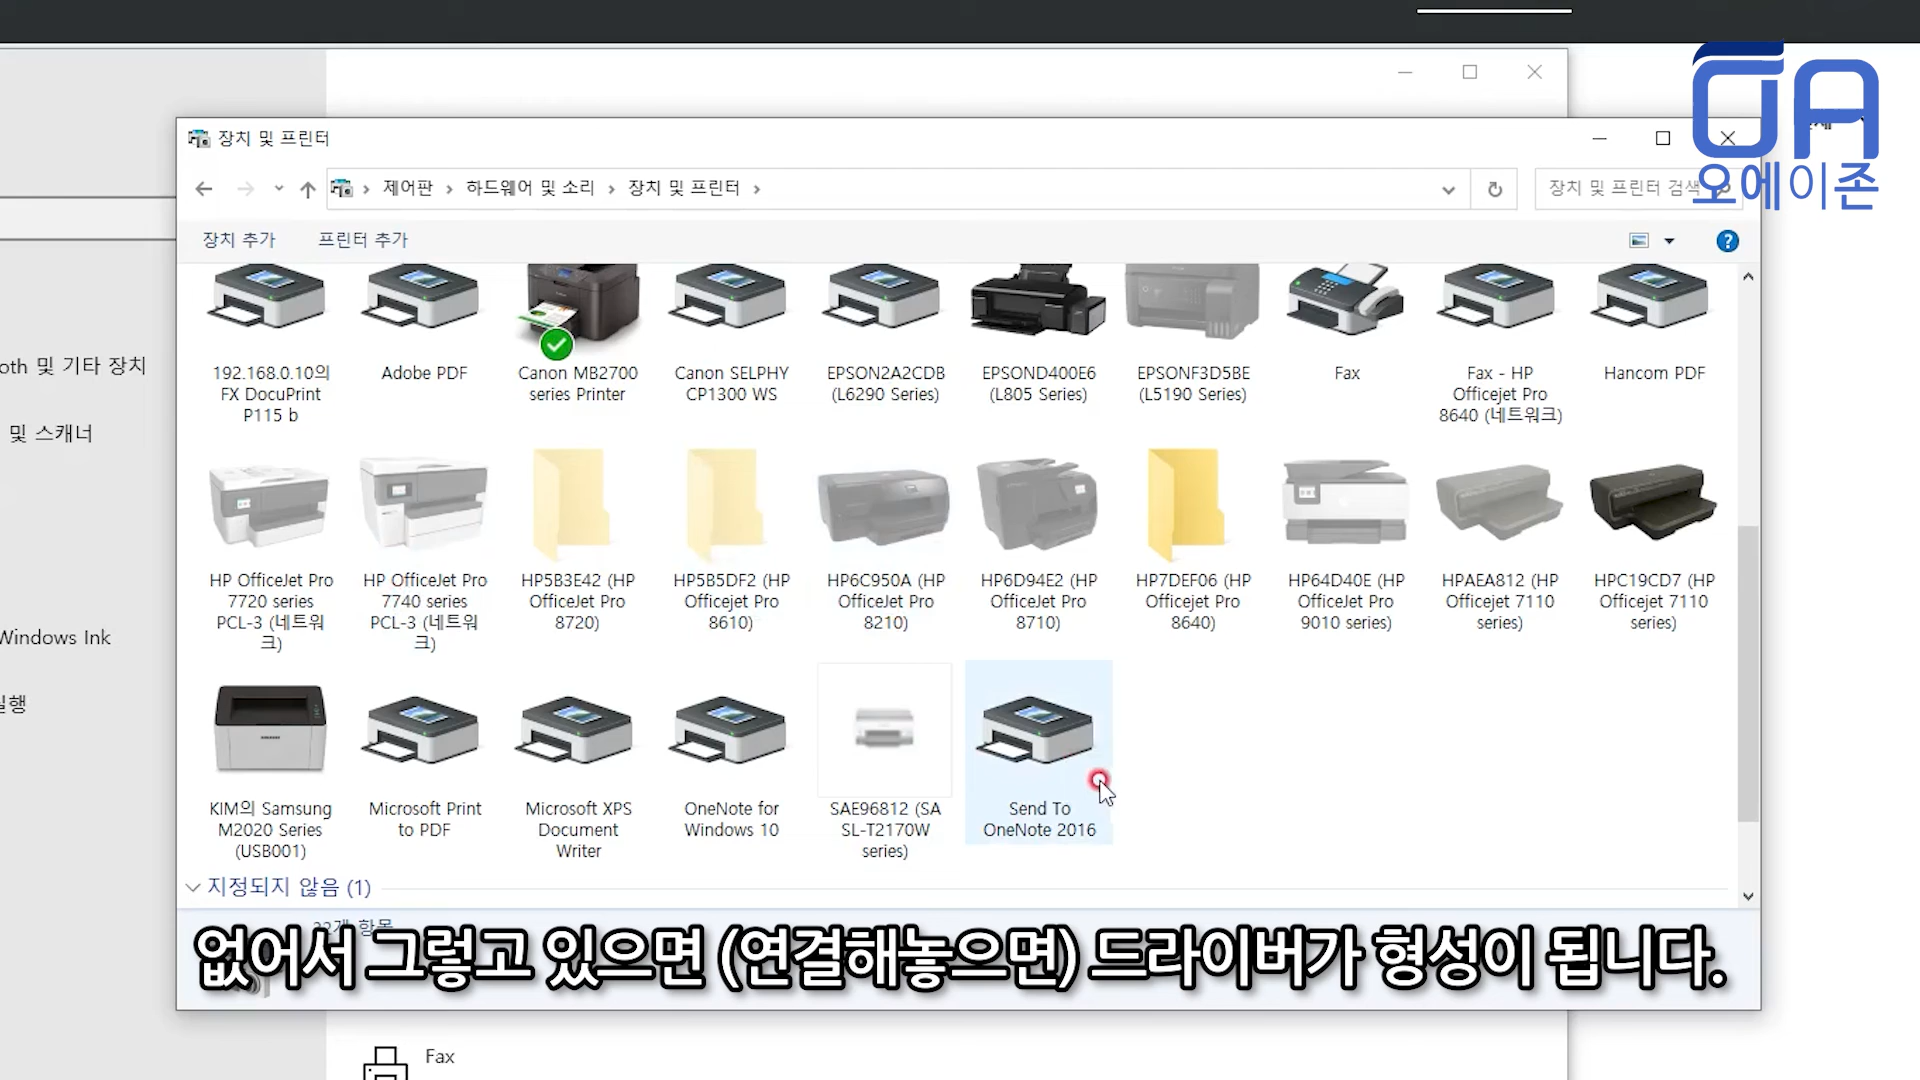 오에이존
장치 및 프린터
제어판 > 하드웨어 및 소리 > 장치 및 프린터 >
장치 및 프린터 검색
장치 추가 프린터 추가
192.168.0.10의
FX DocuPrint
P115 b
Adobe PDF
Canon MB2700
series Printer
Canon SELPHY
CP1300 WS
EPSON2A2CDB
(L6290 Series)
EPSOND400E6
(L805 Series)
EPSONF3D5BE
(L5190 Series)
Fax
Fax - HP
Officejet Pro
8640 (네트워크)
Hancom PDF
HP OfficeJet Pro
7720 series
PCL-3 (네트워
크)
HP OfficeJet Pro
7740 series
PCL-3 (네트워
크)
HP5B3E42 (HP
OfficeJet Pro
8720)
HP5B5DF2 (HP
Officejet Pro
8610)
HP6C950A (HP
OfficeJet Pro
8210)
HP6D94E2 (HP
OfficeJet Pro
8710)
HP7DEF06 (HP
Officejet Pro
8640)
HP64D40E (HP
OfficeJet Pro
9010 series)
HPAEA812 (HP
Officejet 7110
series)
HPC19CD7 (HP
Officejet 7110
series)
KIM의 Samsung
M2020 Series
(USB001)
Microsoft Print
to PDF
Microsoft XPS
Document
Writer
OneNote for
Windows 10
SAE96812 (SA
SL-T2170W
series)
Send To
OneNote 2016
지정되지 않음 (1)
없어서 그렇고 있으면 (연결해놓으면) 드라이버가 형성이 됩니다.
oth 및 기타 장치
및 스캐너
Windows Ink
실행
Fax